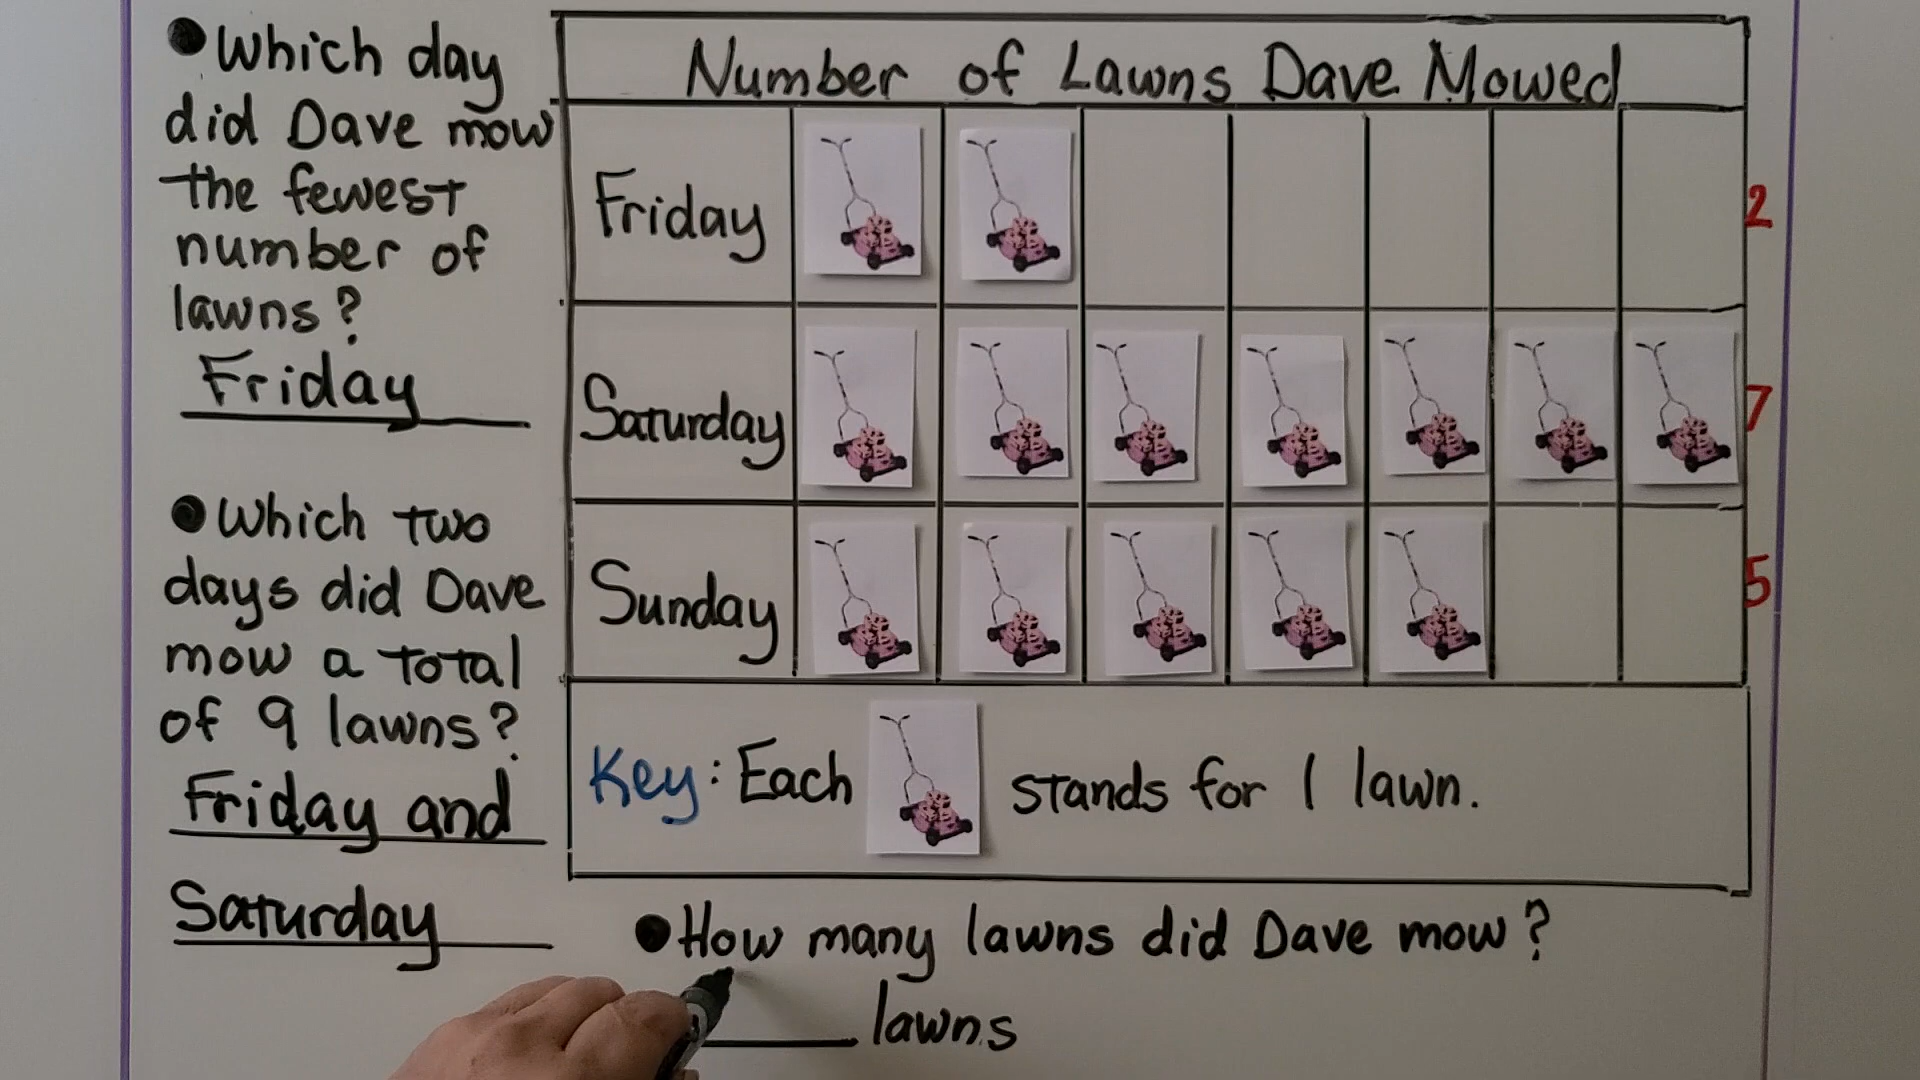 ●Which day
did Dave mow
the fewest
number of
lawns?
Friday
●Which two
days did Dave
mow a total
of 9 lawns?
Friday and
Saturday
Number of Lawns Dave Mowed
Friday 2
Saturday 7
Sunday 5
Key: Each stands for 1 lawn.
●How many lawns did Dave mow?
lawns